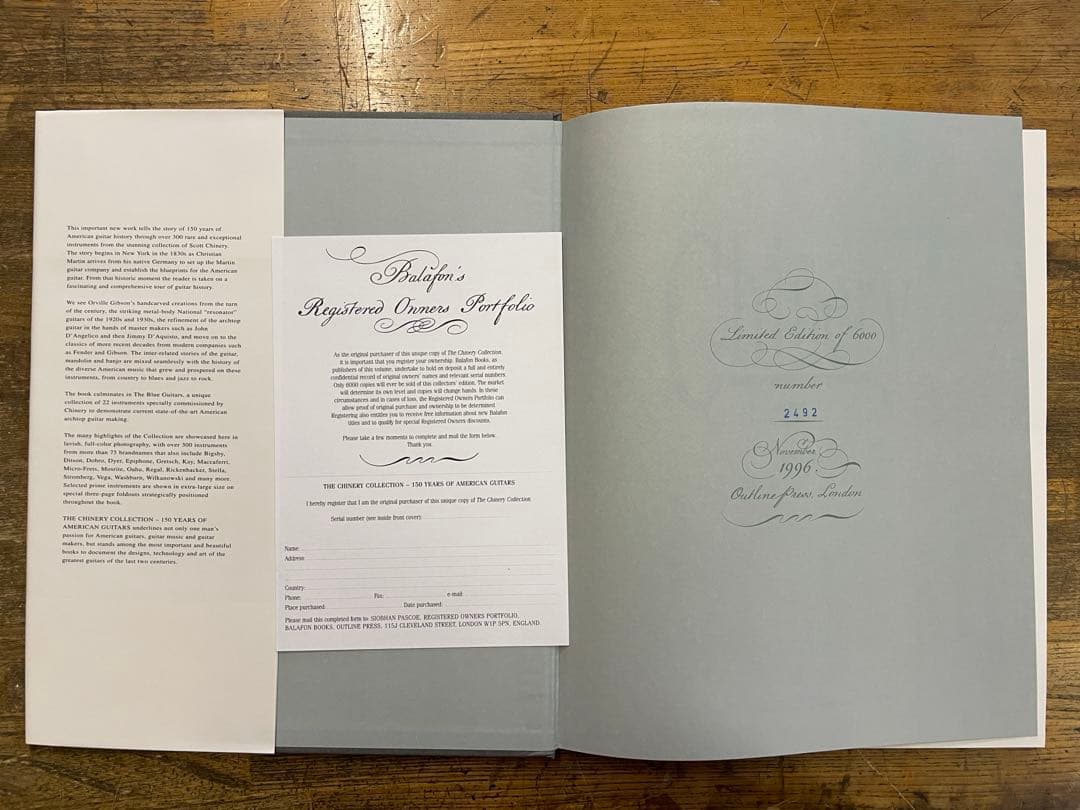 This important new work tells the story of 150 years of
American guitar history through over 300 rare and exceptional
instruments from the stunning collection of Scott Chinery.
The story begins in New York in the 1830s as Christian
Martin arrives from his native Germany to set up the Martin
guitar company and establish the blueprints for the American
guitar. From that historic moment the reader is taken on a
fascinating and comprehensive tour of guitar history.
We see Orville Gibson's handcarved creations from the turn
of the century, the striking metal-body National "resonator"
guitars of the 1920s and 1930s, the refinement of the archtop
guitar in the hands of master makers such as John
D'Angelico and then Jimmy D'Aquisto, and move on to the
classics of more recent decades from modern companies such
as Fender and Gibson. The inter-related stories of the guitar,
mandolin and banjo are mixed seamlessly with the history of
the diverse American music that grew and prospered on these
instruments, from country to blues and jazz to rock.
The book culminates in The Blue Guitars, a unique
collection of 22 instruments specially commissioned by
Chinery to demonstrate current state-of-the-art American
archtop guitar making.
The many highlights of the Collection are showcased here in
lavish, full-color photography, with over 300 instruments
from more than 75 brandnames that also include Bigsby,
Ditson, Dobro, Dyer, Epiphone, Gretsch, Kay, Maccaferri,
Micro-Frets, Mosrite, Oahu, Regal, Rickenbacker, Stella,
Stromberg, Vega, Washburn, Wilkanowski and many more.
Selected prime instruments are shown in extra-large size on
special three-page foldouts strategically positioned
throughout the book.
THE CHINERY COLLECTION – 150 YEARS OF
AMERICAN GUITARS underlines not only one man's
passion for American guitars, guitar music and guitar
makers, but stands among the most important and beautiful
books to document the designs, technology and art of the
greatest guitars of the last two centuries.
Balafon's
Registered Owners Portfolio
As the original purchaser of this unique copy of The Chinery Collection,
it is important that you register your ownership. Balafon Books, as
publishers of this volume, undertake to hold on deposit a full and entirely
confidential record of original owners' names and relevant serial numbers.
Only 6000 copies will ever be sold of this collectors' edition. The market
will determine its own level and copies will change hands. In these
circumstances and in cases of loss, the Registered Owners Portfolio can
allow proof of original purchase and ownership to be determined.
Registering also entitles you to receive free information about new Balafon
titles and to qualify for special Registered Owners discounts.
Please take a few moments to complete and mail the form below.
Thank you.
THE CHINERY COLLECTION – 150 YEARS OF AMERICAN GUITARS
I hereby register that I am the original purchaser of this unique copy of The Chinery Collection.
Serial number (see inside front cover):
Name:
Address:
Country:
Phone: Fax: e-mail:
Place purchased: Date purchased:
Please mail this completed form to: SIOBHAN PASCOE, REGISTERED OWNERS PORTFOLIO,
BALAFON BOOKS, OUTLINE PRESS, 115J CLEVELAND STREET, LONDON W1P 5PN, ENGLAND.
Limited Edition of 6000
number
2492
November
1996.
Outline Press, London